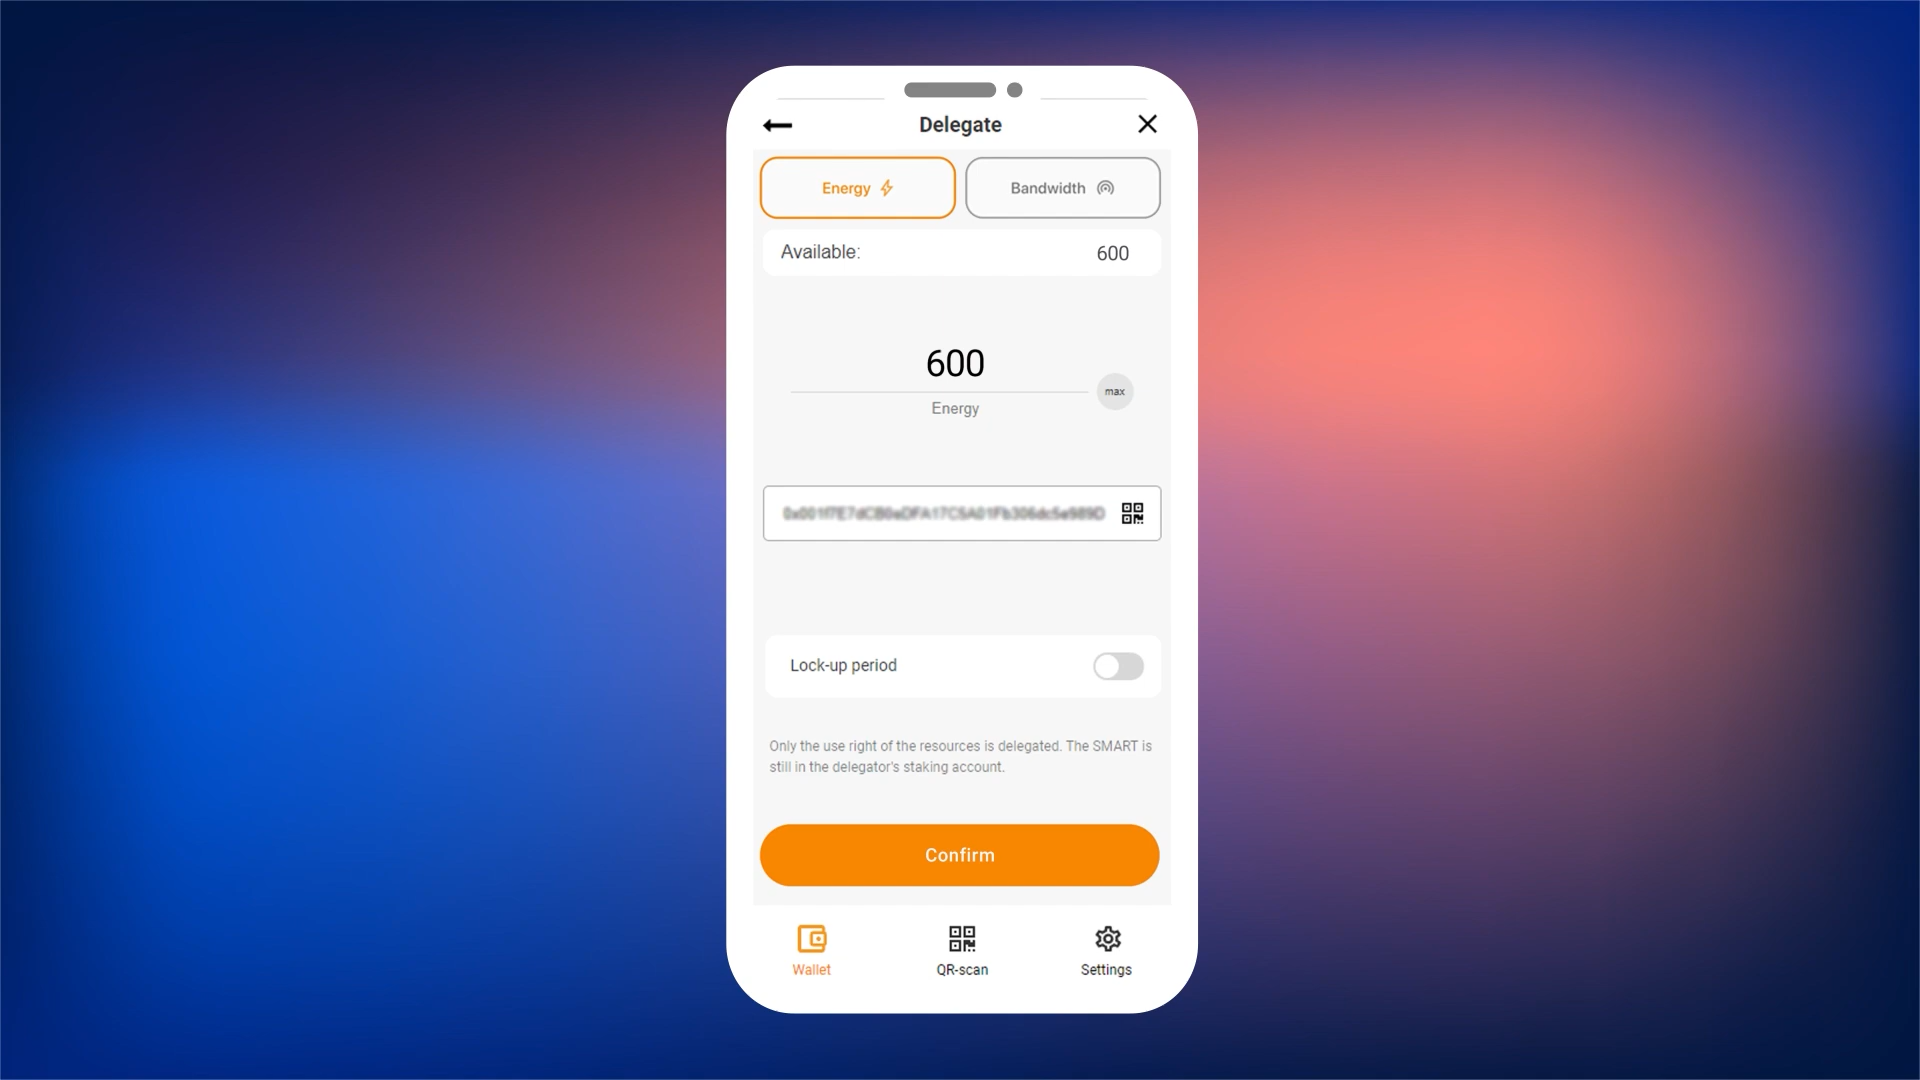 Delegate
Energy
Bandwidth
Available:
600
600
max
Energy
Lock-up period
Only the use right of the resources is delegated. The SMART is
still in the delegator's staking account.
Confirm
Wallet
QR-scan
Settings